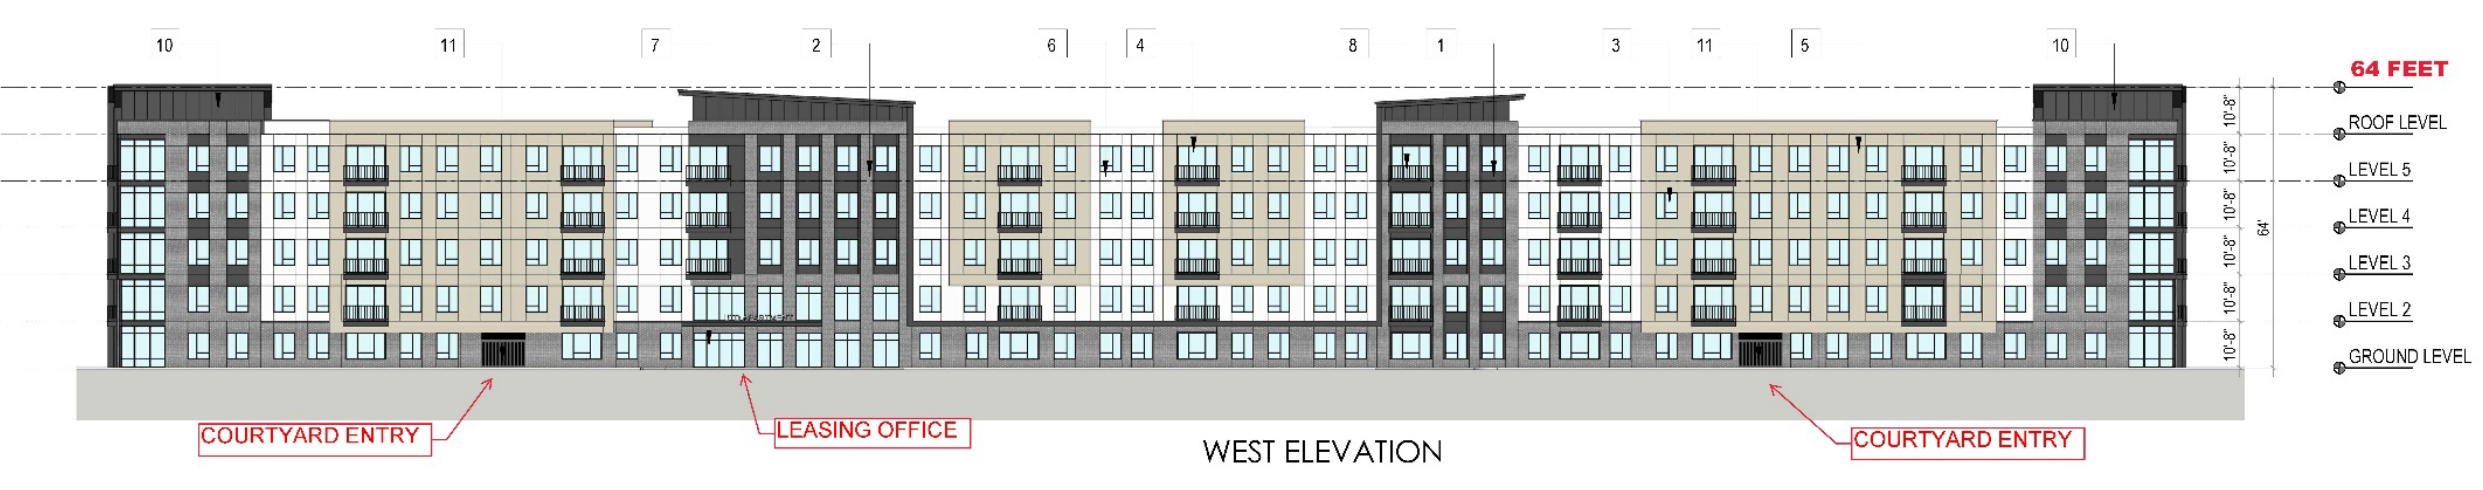 10 11 7 2 6 4 8 1 3 11 5 10
64 FEET
10'-8"
ROOF LEVEL
10'-8"
LEVEL 5
10'-8"
LEVEL 4
64'
10'-8"
LEVEL 3
10'-8"
LEVEL 2
10'-8"
GROUND LEVEL
COURTYARD ENTRY
LEASING OFFICE
COURTYARD ENTRY
WEST ELEVATION